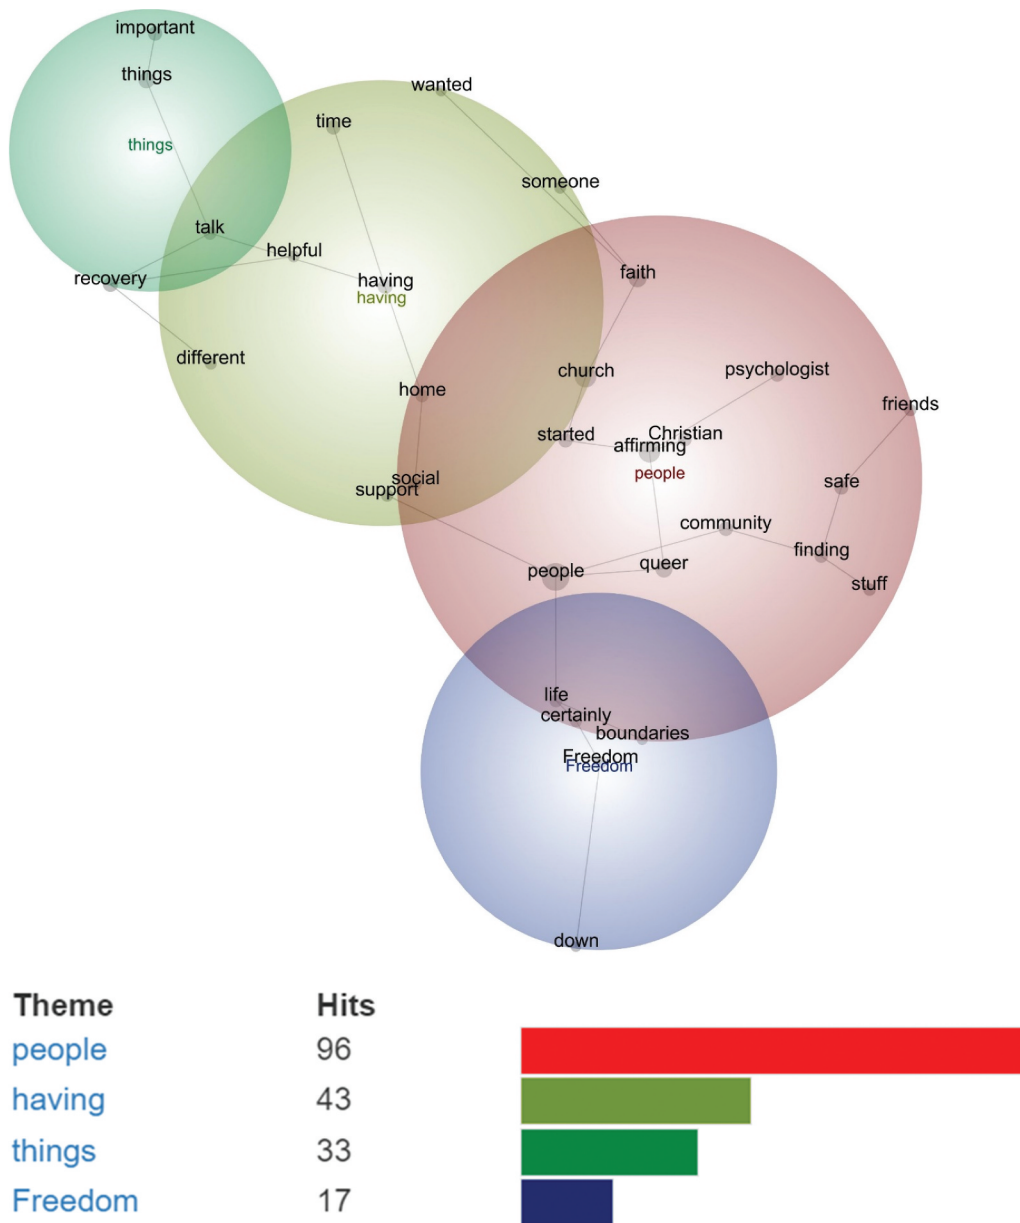 important
things
wanted
time
things
someone
talk
helpful
recovery
faith
having
having
different
church
psychologist
home
friends
started
Christian
affirming
people
social
support
safe
community
finding
people
queer
stuff
life
certainly
boundaries
Freedom
Freedom
down
Theme Hits
people 96
having 43
things 33
Freedom 17